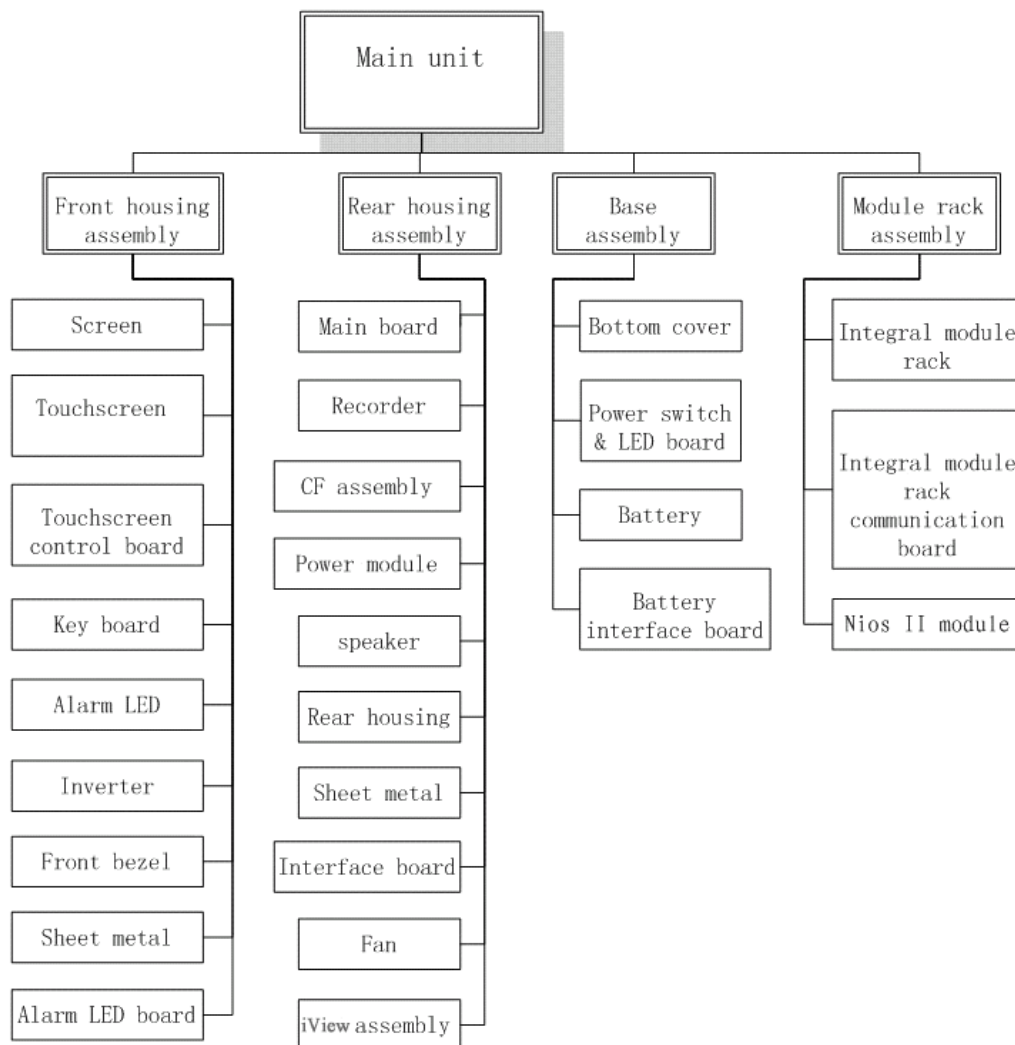 Main unit
Front housing
assembly
Rear housing
assembly
Base
assembly
Module rack
assembly
Screen
Touchscreen
Touchscreen
control board
Key board
Alarm LED
Inverter
Front bezel
Sheet metal
Alarm LED board
Main board
Recorder
CF assembly
Power module
speaker
Rear housing
Sheet metal
Interface board
Fan
iView assembly
Bottom cover
Power switch
& LED board
Battery
Battery
interface board
Integral module
rack
Integral module
rack
communication
board
Nios II module